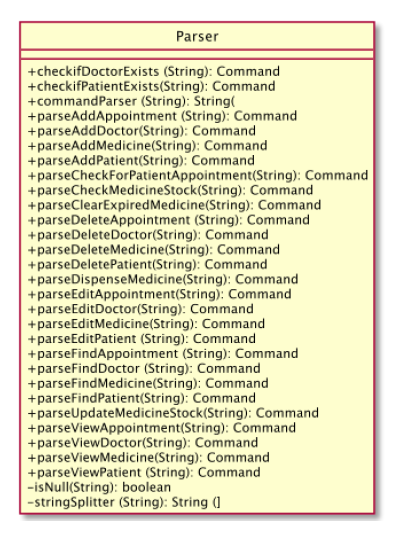 Parser
+checkifDoctorExists (String): Command
+checkifPatientExists(String): Command
+commandParser (String): String(
+parseAddAppointment (String): Command
+parseAddDoctor(String): Command
+parseAddMedicine(String): Command
+parseAddPatient(String): Command
+parseCheckForPatientAppointment(String): Command
+parseCheckMedicineStock(String): Command
+parseClearExpiredMedicine(String): Command
+parseDeleteAppointment (String): Command
+parseDeleteDoctor(String): Command
+parseDeleteMedicine(String): Command
+parseDeletePatient(String): Command
+parseDispenseMedicine(String): Command
+parseEditAppointment(String): Command
+parseEditDoctor(String): Command
+parseEditMedicine(String): Command
+parseEditPatient (String): Command
+parseFindAppointment (String): Command
+parseFindDoctor (String): Command
+parseFindMedicine(String): Command
+parseFindPatient(String): Command
+parseUpdateMedicineStock(String): Command
+parseViewAppointment(String): Command
+parseViewDoctor(String): Command
+parseViewMedicine(String): Command
+parseViewPatient (String): Command
-isNull(String): boolean
-stringSplitter (String): String (]